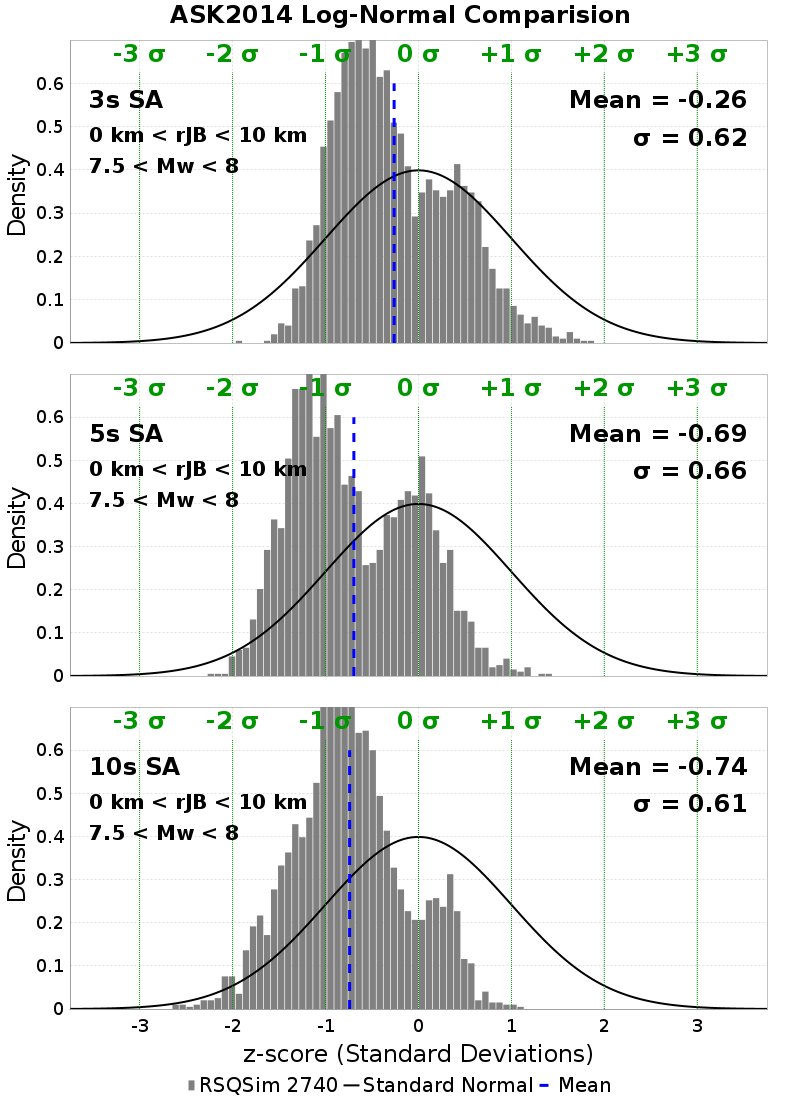 ASK2014 Log-Normal Comparision
-3 σ -2 σ -1 σ 0 σ +1 σ +2 σ +3 σ
3s SA
0 km < rJB < 10 km
7.5 < Mw < 8
Mean = -0.26
σ = 0.62
Density
0.6
0.5
0.4
0.3
0.2
0.1
0
-3 σ -2 σ -1 σ 0 σ +1 σ +2 σ +3 σ
5s SA
0 km < rJB < 10 km
7.5 < Mw < 8
Mean = -0.69
σ = 0.66
Density
0.6
0.5
0.4
0.3
0.2
0.1
0
-3 σ -2 σ -1 σ 0 σ +1 σ +2 σ +3 σ
10s SA
0 km < rJB < 10 km
7.5 < Mw < 8
Mean = -0.74
σ = 0.61
Density
0.6
0.5
0.4
0.3
0.2
0.1
0
-3 -2 -1 0 1 2 3
z-score (Standard Deviations)
RSQSim 2740 Standard Normal Mean